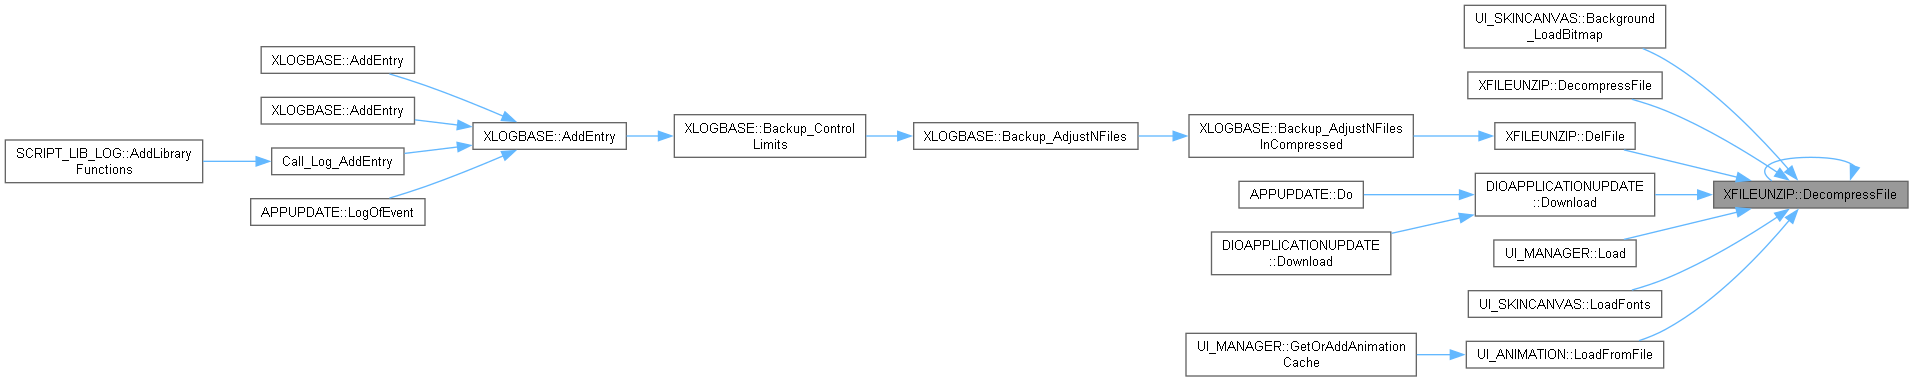 SCRIPT_LIB_LOG::AddLibrary
Functions
XLOGBASE::AddEntry
XLOGBASE::AddEntry
Call_Log_AddEntry
APPUPDATE::LogOfEvent
XLOGBASE::AddEntry
XLOGBASE::Backup_Control
Limits
XLOGBASE::Backup_AdjustNFiles
XLOGBASE::Backup_AdjustNFiles
InCompressed
APPUPDATE::Do
DIOAPPLICATIONUPDATE
::Download
UI_MANAGER::GetOrAddAnimation
Cache
UI_SKINCANVAS::Background
_LoadBitmap
XFILEUNZIP::DecompressFile
XFILEUNZIP::DelFile
DIOAPPLICATIONUPDATE
::Download
UI_MANAGER::Load
UI_SKINCANVAS::LoadFonts
UI_ANIMATION::LoadFromFile
XFILEUNZIP::DecompressFile